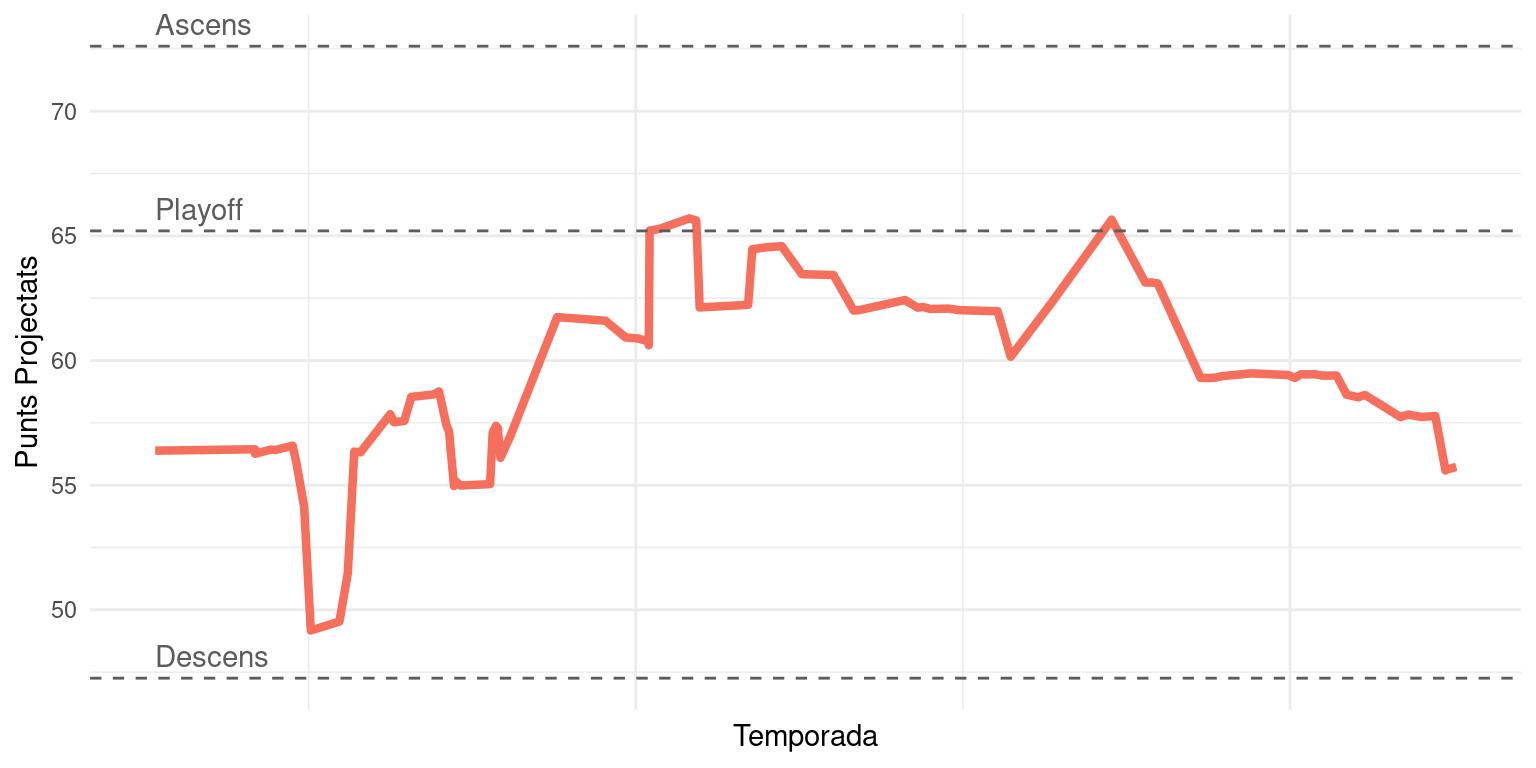 Ascens
70
Playoff
65
Punts Projectats
60
55
50
Descens
Temporada